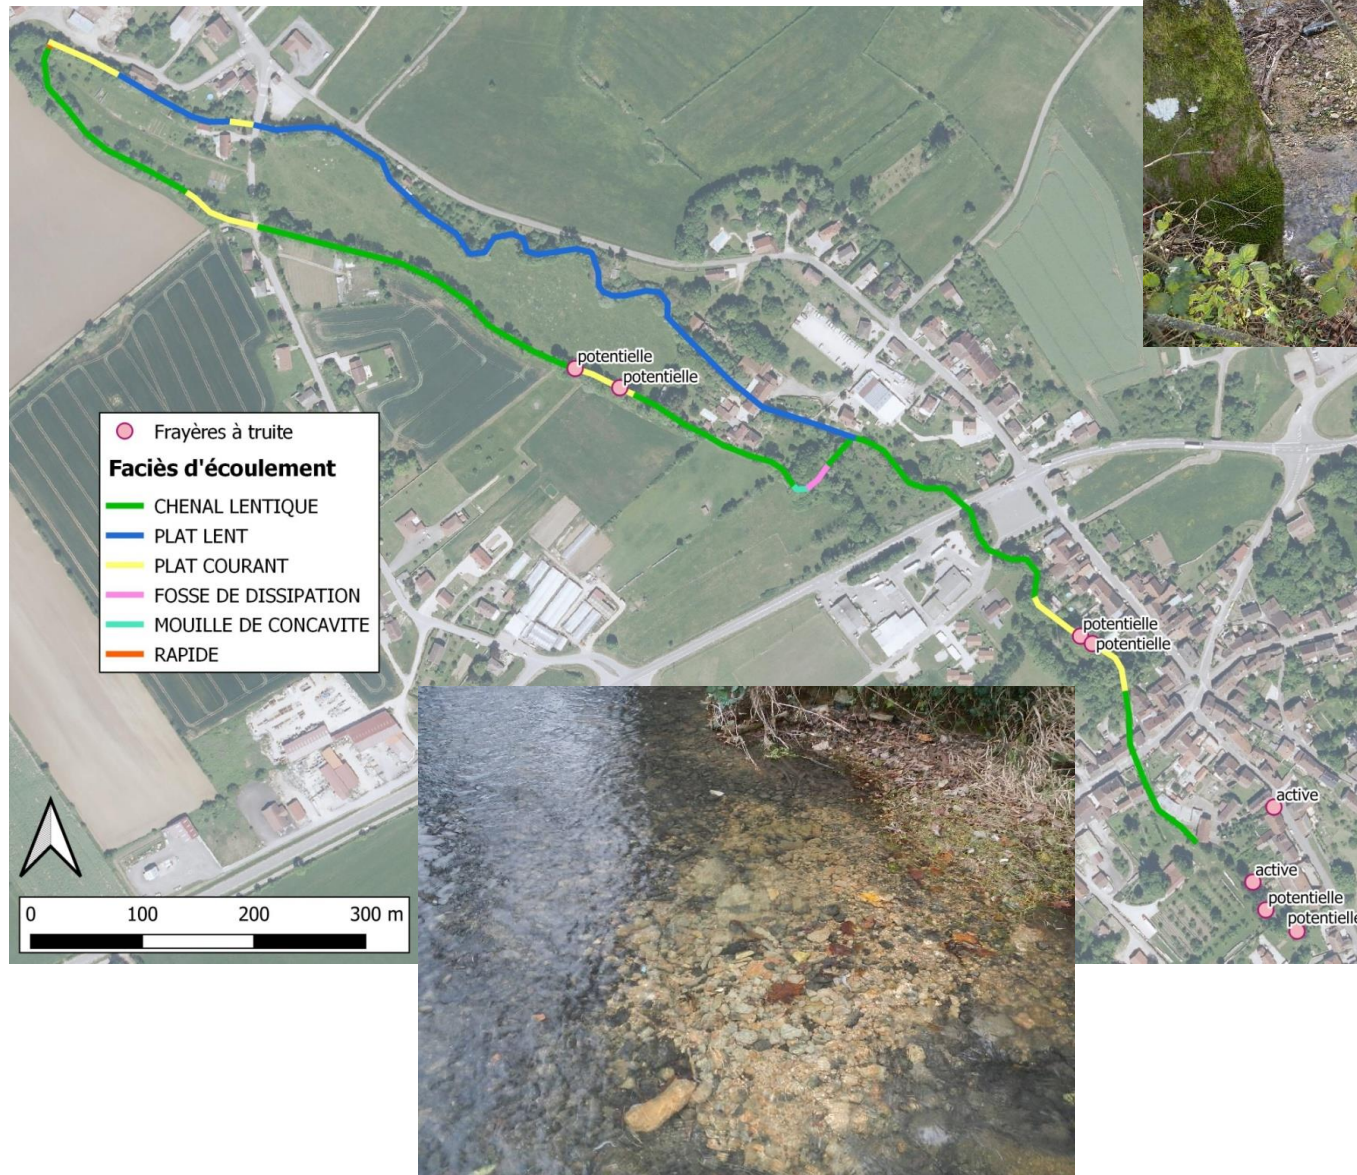 potentielle
potentielle
Frayères à truite
Faciès d'écoulement
CHENAL LENTIQUE
PLAT LENT
PLAT COURANT
FOSSE DE DISSIPATION
MOUILLE DE CONCAVITE
RAPIDE
potentielle
potentielle
active
active
potentielle
potentielle
0 100 200 300 m